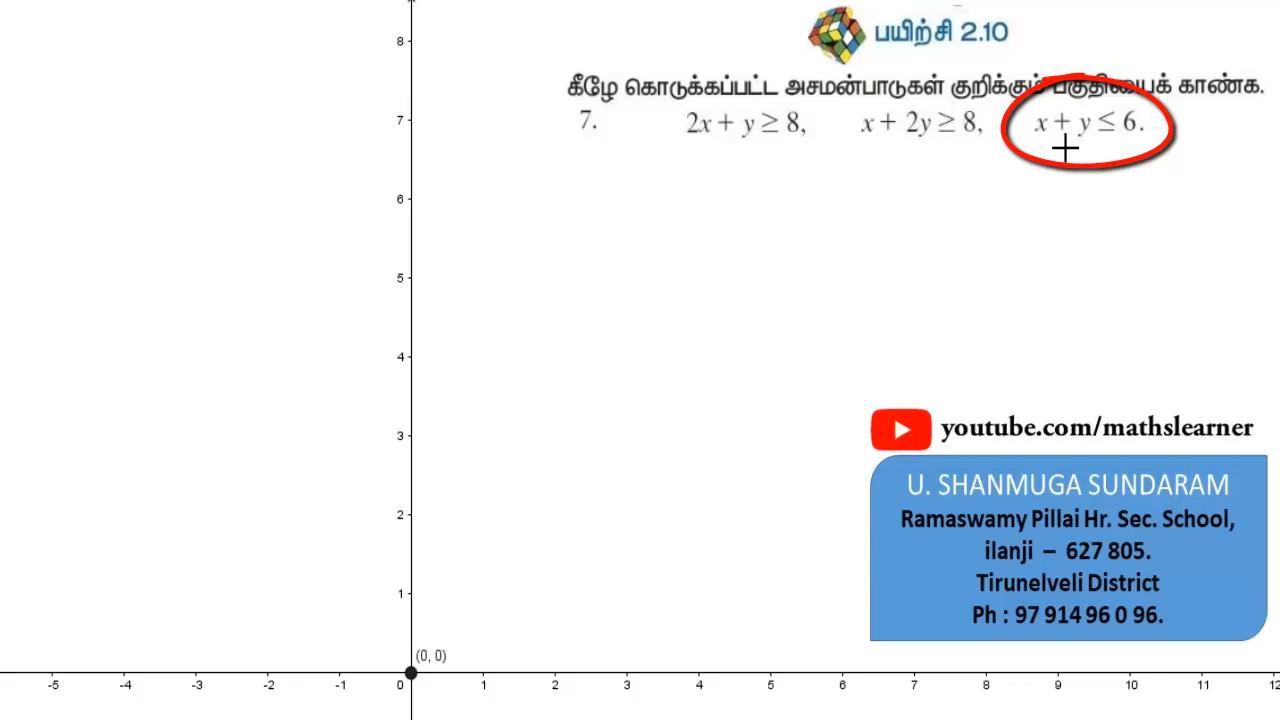 பயிற்சி 2.10
கீழே கொடுக்கப்பட்ட அசமன்பாடுகள் குறிக்கும் பகுதியைக் காண்க.
7. 2x + y ≥ 8, x + 2y ≥ 8, x + y ≤ 6.
8
7
6
5
4
3
2
1
youtube.com/mathslearner
U. SHANMUGA SUNDARAM
Ramaswamy Pillai Hr. Sec. School,
ilanji – 627 805.
Tirunelveli District
Ph : 97 914 96 0 96.
(0, 0)
-5 -4 -3 -2 -1 0 1 2 3 4 5 6 7 8 9 10 11 12